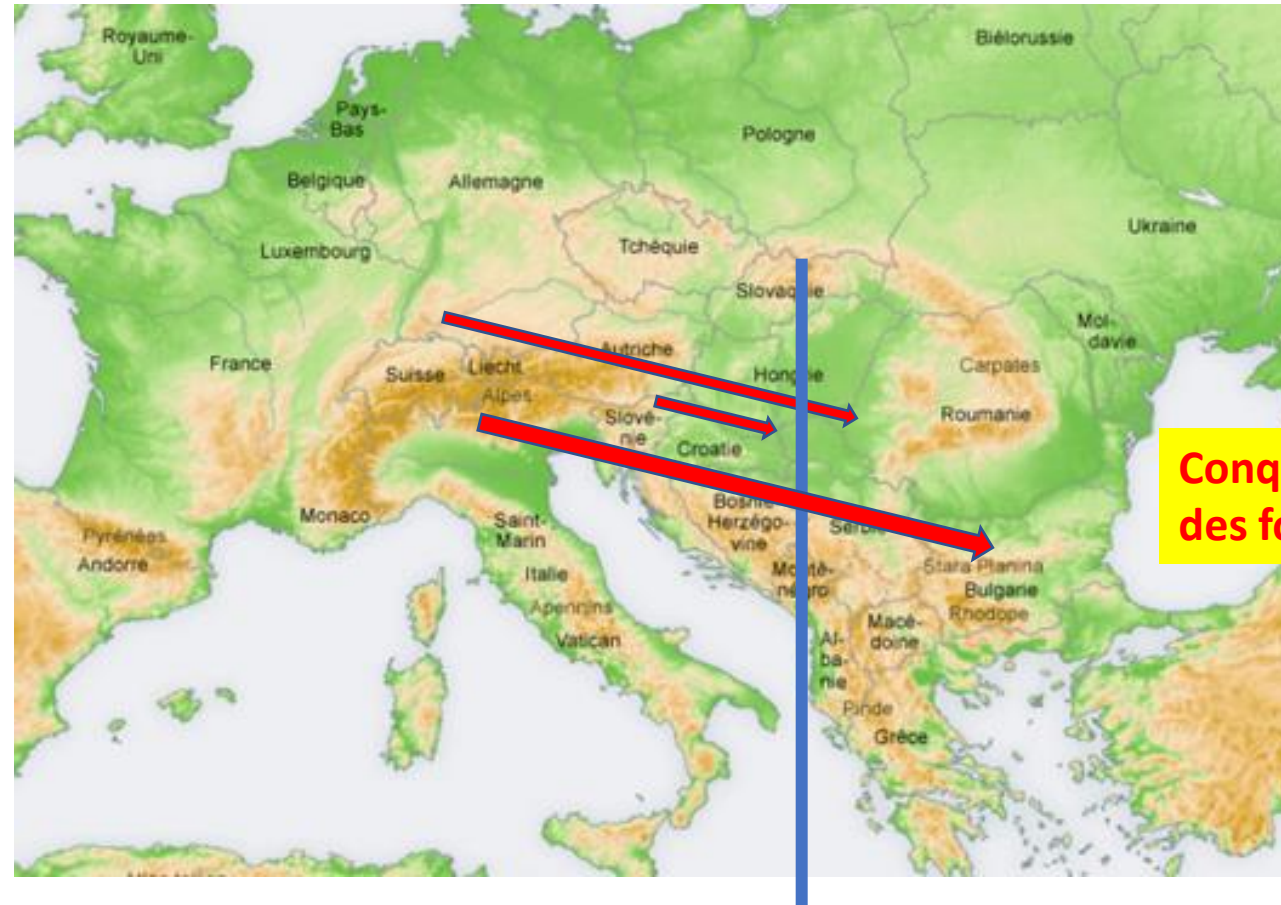 Royaume-
Uni
Biélorussie
Pays-
Bas
Pologne
Belgique
Allemagne
Ukraine
Luxembourg
Tchéquie
Slovaquie
Mol-
davie
France
Autriche
Suisse
Liecht
Hongrie
Carpates
Alpes
Roumanie
Slové-
nie
Croatie
Conq
des fo
Monaco
Saint-
Marin
Bosnie-
Herzégo-
vine
Serbie
Pyrénées
Andorre
Italie
Monté-
négro
Stara Planina
Bulgarie
Rhodope
Apennins
Vatican
Macé-
doine
Al-
ba-
nie
Pinde
Grèce